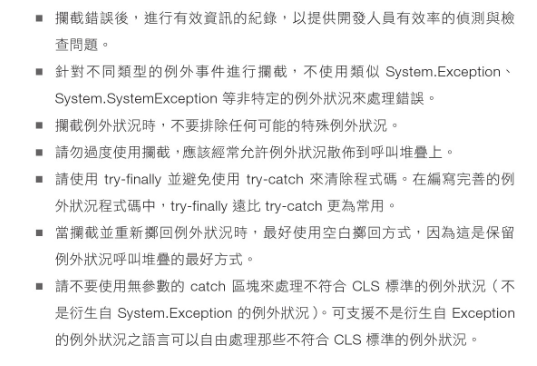 ■ 攔截錯誤後，進行有效資訊的紀錄，以提供開發人員有效率的偵測與檢
查問題。
■ 針對不同類型的例外事件進行攔截，不使用類似 System.Exception、
System.SystemException 等非特定的例外狀況來處理錯誤。
■ 攔截例外狀況時，不要排除任何可能的特殊例外狀況。
■ 請勿過度使用攔截，應該經常允許例外狀況散佈到呼叫堆疊上。
■ 請使用 try-finally 並避免使用 try-catch 來清除程式碼。在編寫完善的例
外狀況程式碼中，try-finally 遠比 try-catch 更為常用。
■ 當攔截並重新擲回例外狀況時，最好使用空白擲回方式，因為這是保留
例外狀況呼叫堆疊的最好方式。
■ 請不要使用無參數的 catch 區塊來處理不符合 CLS 標準的例外狀況（不
是衍生自 System.Exception 的例外狀況）。可支援不是衍生自 Exception
的例外狀況之語言可以自由處理那些不符合 CLS 標準的例外狀況。